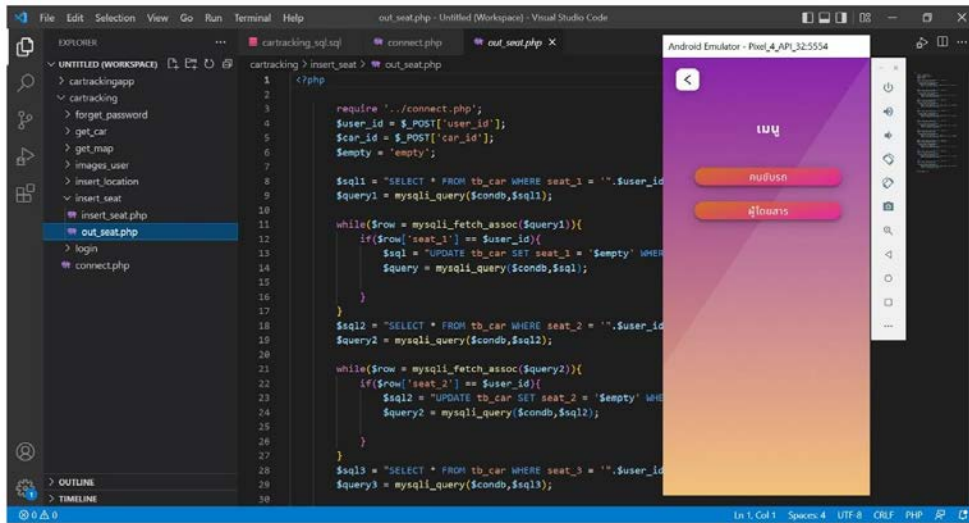 File Edit Selection View Go Run Terminal Help
out_seat.php - Untitled (Workspace) - Visual Studio Code
EXPLORER
UNTITLED (WORKSPACE)
> cartrackingapp
cartracking
> forget_password
> get_car
> get_map
> images_user
> insert_location
insert_seat
insert_seat.php
out_seat.php
> login
connect.php
> OUTLINE
> TIMELINE
cartracking_sql.sql connect.php out_seat.php
cartracking > insert_seat > out_seat.php
1 <?php
2
3 require '../connect.php';
4 $user_id = $_POST['user_id'];
5 $car_id = $_POST['car_id'];
6 $empty = 'empty';
7
8 $sql1 = "SELECT * FROM tb_car WHERE seat_1 = '".$user_id
9 $query1 = mysqli_query($condb,$sql1);
10
11 while($row = mysqli_fetch_assoc($query1)){
12 if($row['seat_1'] == $user_id){
13 $sql = "UPDATE tb_car SET seat_1 = '$empty' WHER
14 $query = mysqli_query($condb,$sql);
15
16 }
17 }
18 $sql2 = "SELECT * FROM tb_car WHERE seat_2 = '".$user_id
19 $query2 = mysqli_query($condb,$sql2);
20
21 while($row = mysqli_fetch_assoc($query2)){
22 if($row['seat_2'] == $user_id){
23 $sql2 = "UPDATE tb_car SET seat_2 = '$empty' WHE
24 $query2 = mysqli_query($condb,$sql2);
25
26 }
27 }
28 $sql3 = "SELECT * FROM tb_car WHERE seat_3 = '".$user_id
29 $query3 = mysqli_query($condb,$sql3);
30
Android Emulator - Pixel_4_API_32:5554
เมนู
คนขับรถ
ผู้โดยสาร
0 0
Ln 1, Col 1 Spaces: 4 UTF-8 CRLF PHP